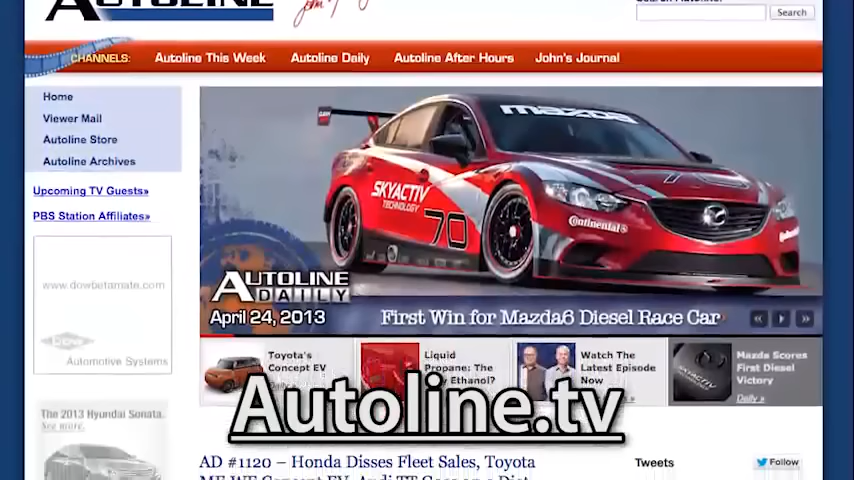 AUTOLINE
Search
CHANNELS:
Autoline This Week
Autoline Daily
Autoline After Hours
John's Journal
Home
Viewer Mail
Autoline Store
Autoline Archives
Upcoming TV Guests»
PBS Station Affiliates»
www.dowbetamate.com
Automotive Systems
The 2013 Hyundai Sonata.
See more.
mazda
SKYACTIV
TECHNOLOGY
70
Continental
AUTOLINE
DAILY
April 24, 2013
First Win for Mazda6 Diesel Race Car
Toyota's
Concept EV
Liquid
Propane: The
Ethanol?
Watch The
Latest Episode
Now
SKYACTIV
Mazda Scores
First Diesel
Victory
Daily »
Autoline.tv
AD #1120 – Honda Disses Fleet Sales, Toyota
Tweets
Follow